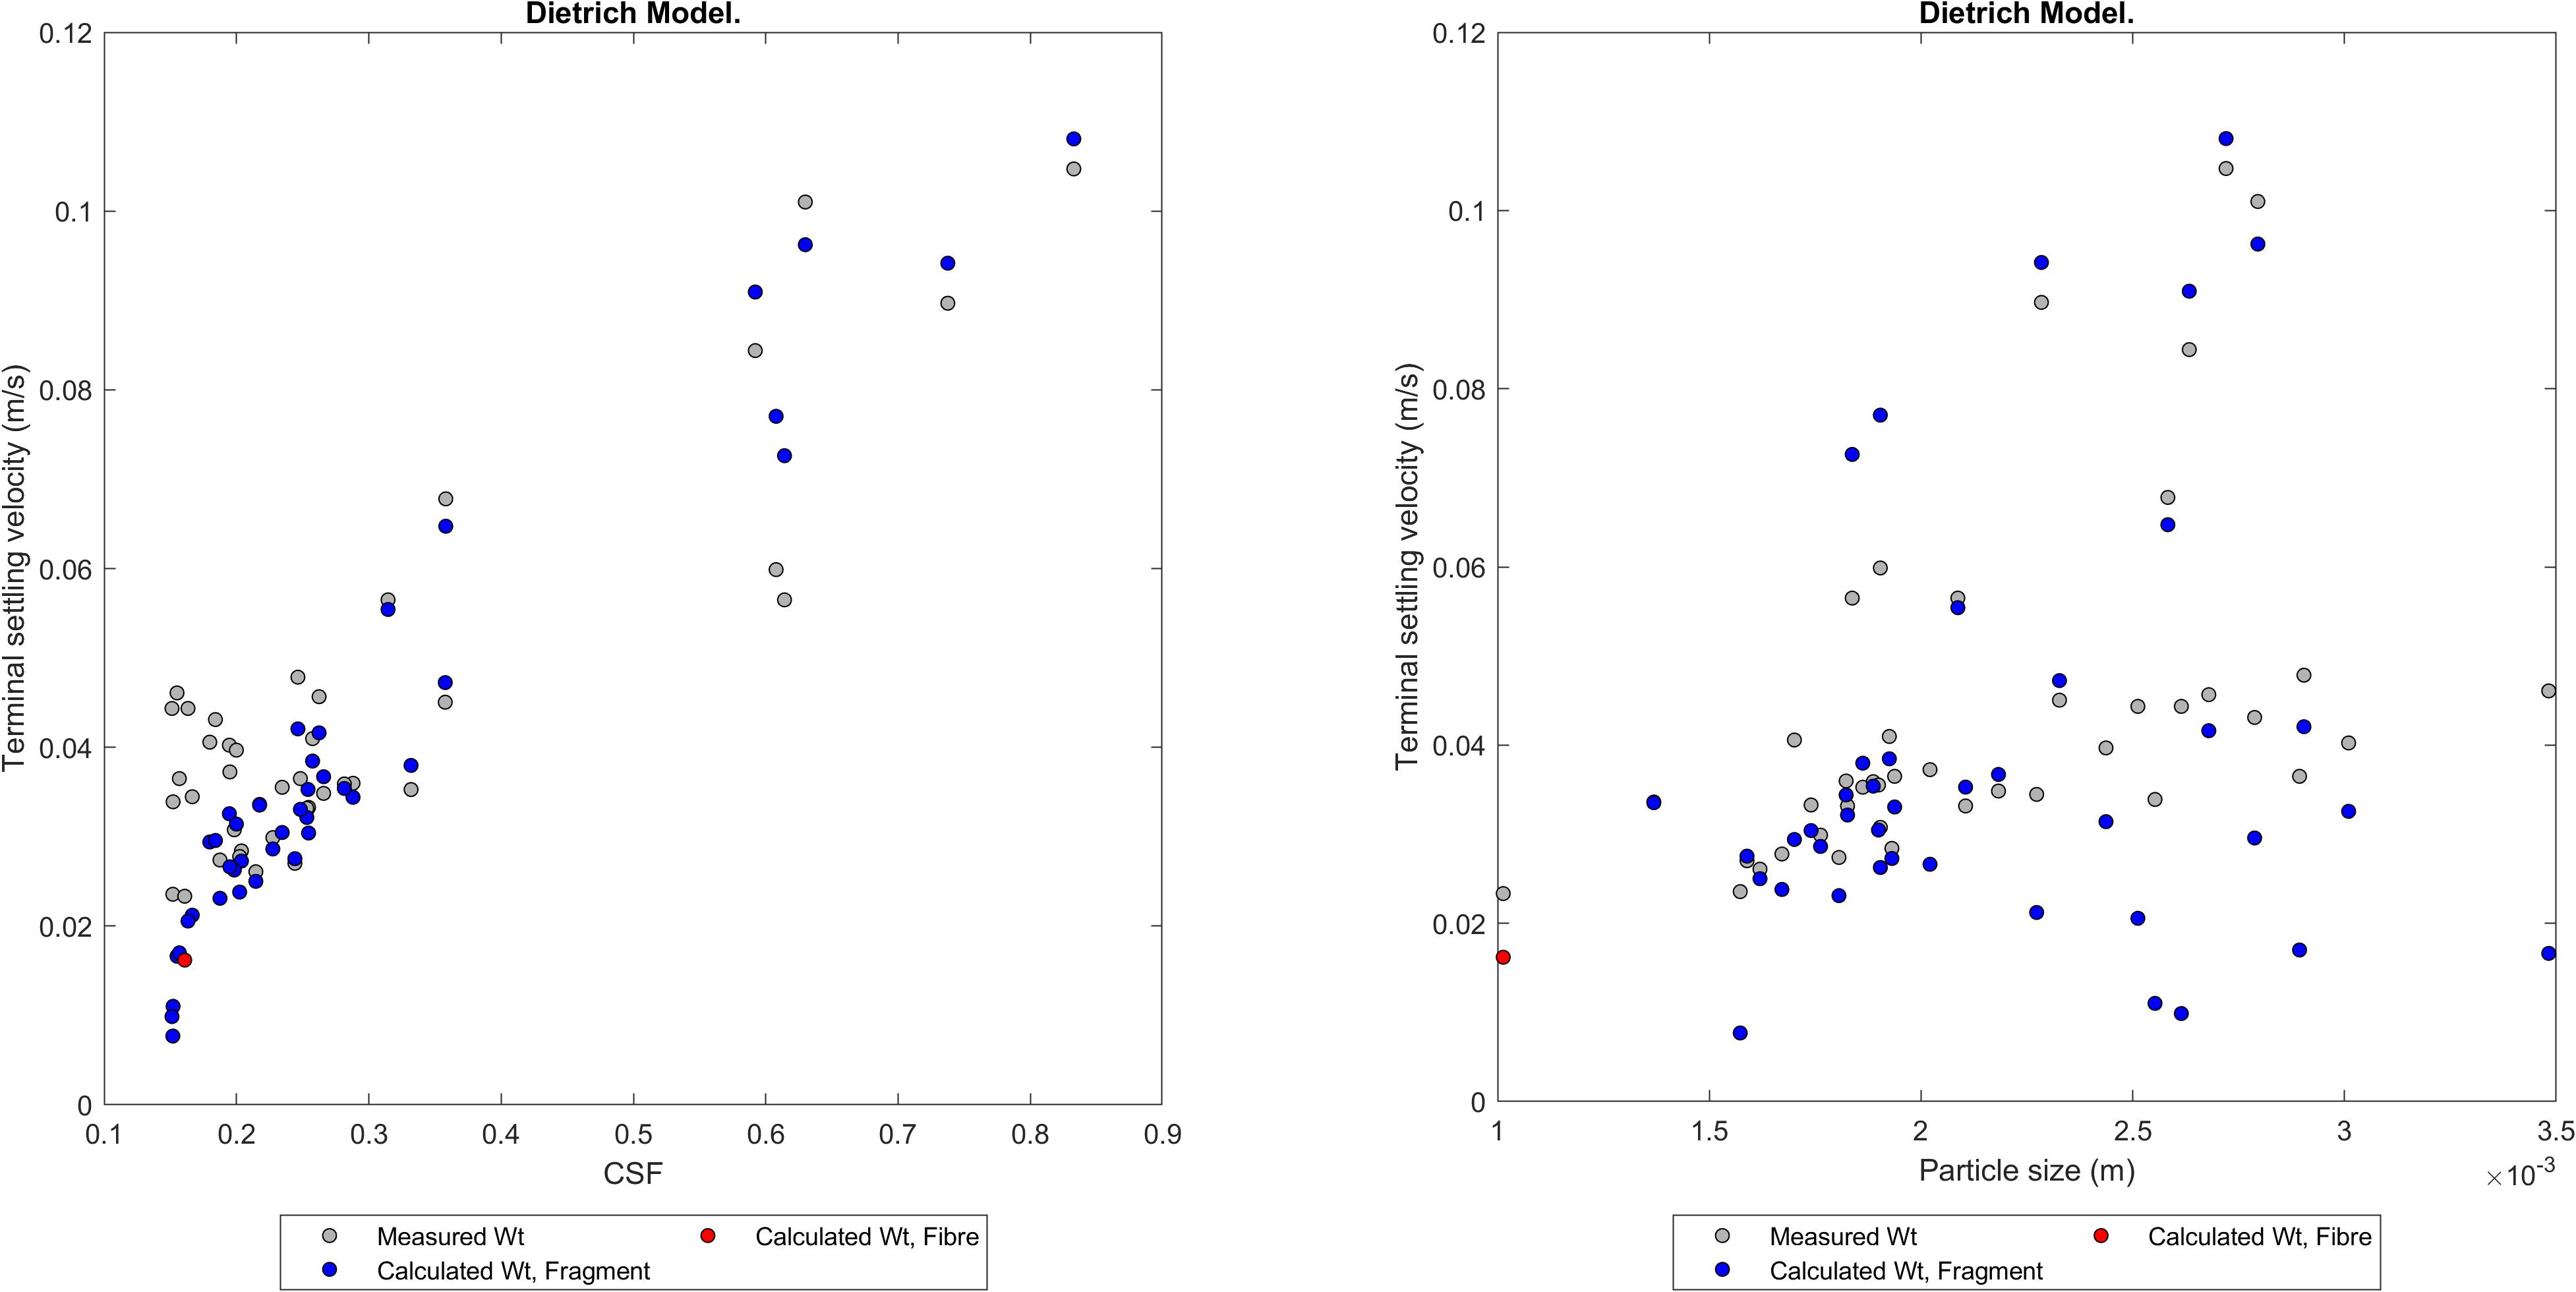 Dietrich Model.
0.12
0.1
0.08
0.06
0.04
0.02
0
Terminal settling velocity (m/s)
0.1 0.2 0.3 0.4 0.5 0.6 0.7 0.8 0.9
CSF
Measured Wt
Calculated Wt, Fibre
Calculated Wt, Fragment
Dietrich Model.
0.12
0.1
0.08
0.06
0.04
0.02
0
Terminal settling velocity (m/s)
1 1.5 2 2.5 3 3.5
Particle size (m)
×10-3
Measured Wt
Calculated Wt, Fibre
Calculated Wt, Fragment